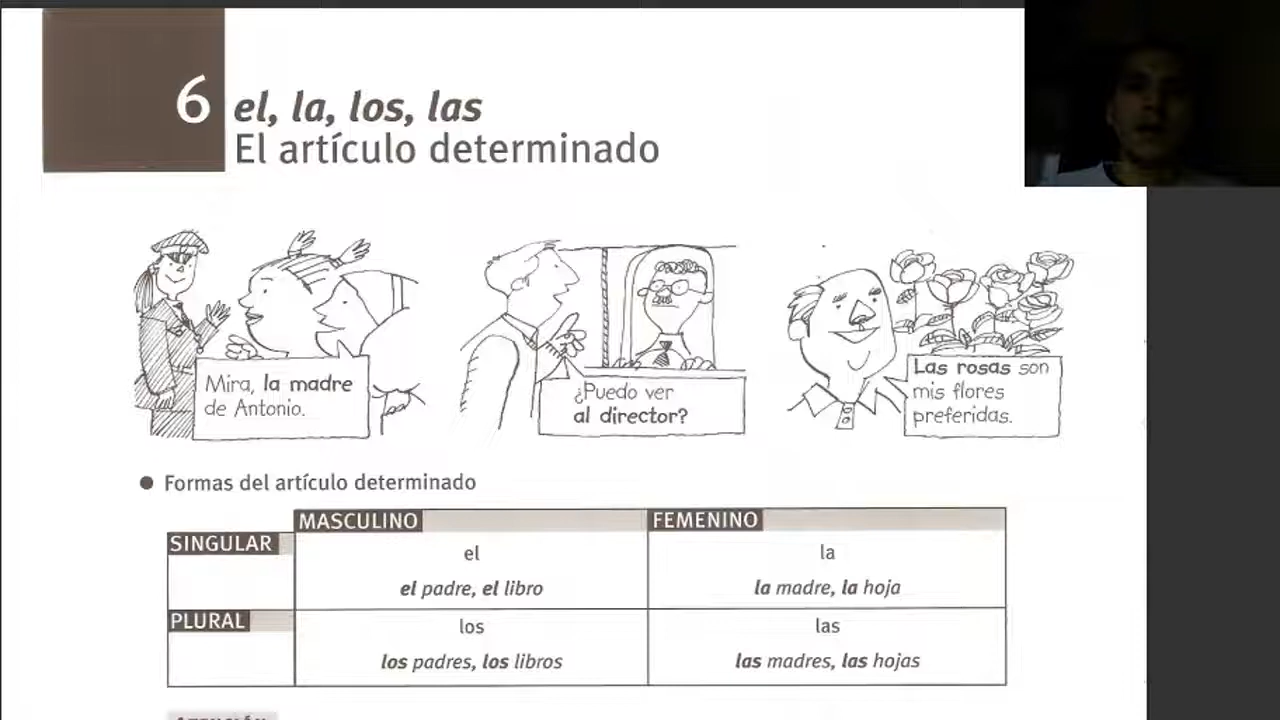 6 el, la, los, las
El artículo determinado
Mira, la madre
de Antonio.
¿Puedo ver
al director?
Las rosas son
mis flores
preferidas.
● Formas del artículo determinado
MASCULINO FEMENINO
SINGULAR
el la
el padre, el libro la madre, la hoja
PLURAL
los las
los padres, los libros las madres, las hojas